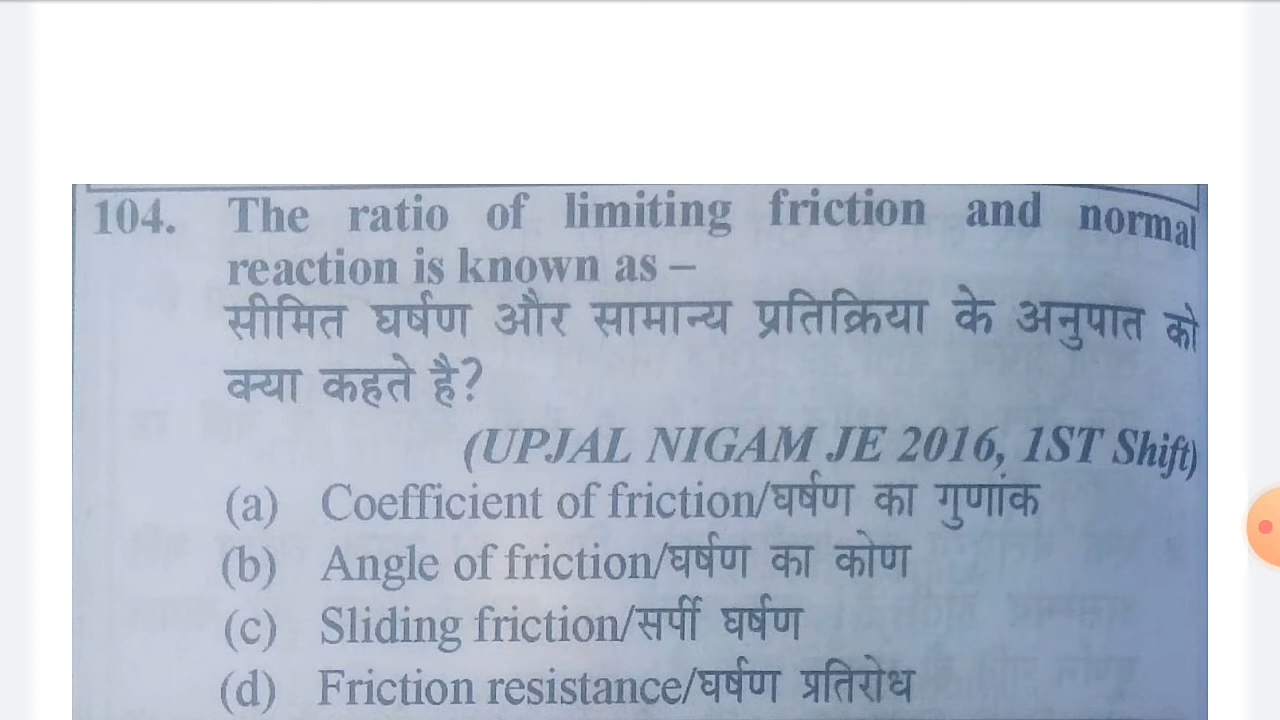 104. The ratio of limiting friction and normal
reaction is known as –
सीमित घर्षण और सामान्य प्रतिक्रिया के अनुपात को
क्या कहते है?
(UPJAL NIGAM JE 2016, 1ST Shift)
(a) Coefficient of friction/घर्षण का गुणांक
(b) Angle of friction/घर्षण का कोण
(c) Sliding friction/सर्पी घर्षण
(d) Friction resistance/घर्षण प्रतिरोध